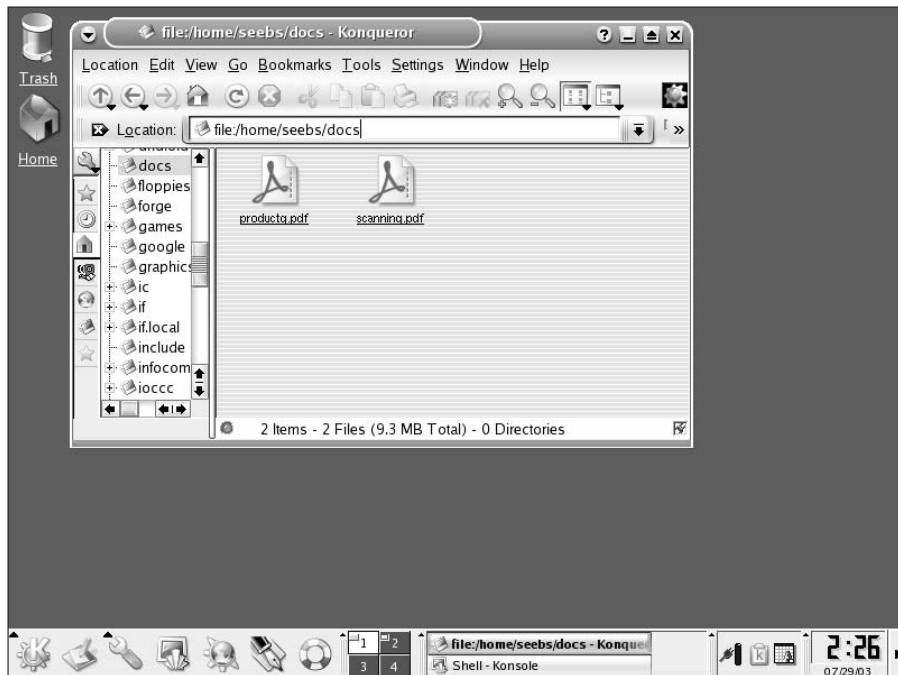 Trash
Home
file:/home/seebs/docs - Konqueror
Location Edit View Go Bookmarks Tools Settings Window Help
Location: file:/home/seebs/docs
docs
floppies
forge
games
google
graphics
ic
if
if.local
include
infocom
ioccc
productg.pdf
scanning.pdf
2 Items - 2 Files (9.3 MB Total) - 0 Directories
1 2
3 4
file:/home/seebs/docs - Konque
Shell - Konsole
2:26
07/29/03